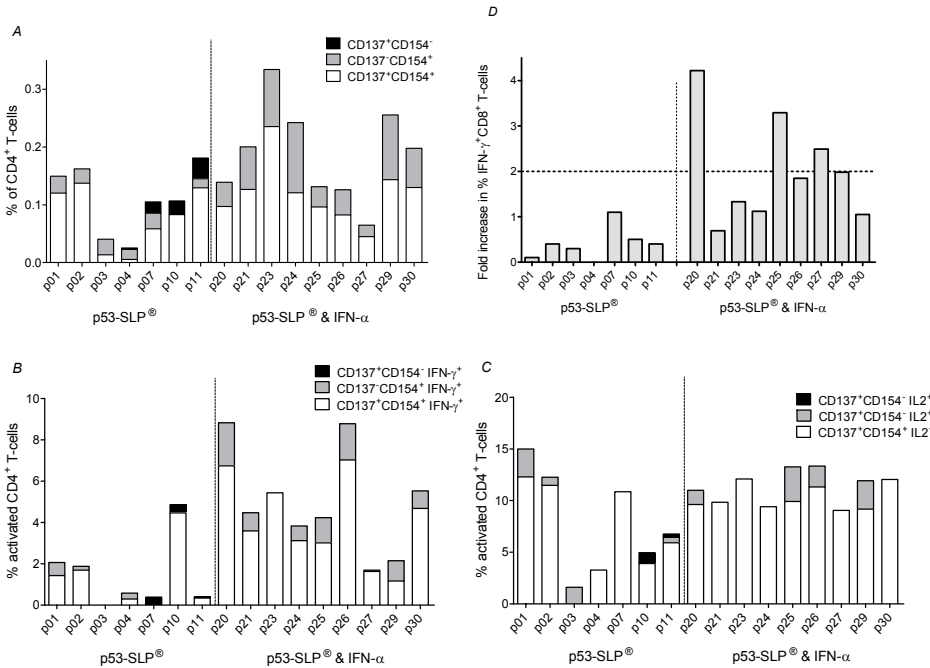 A
CD137⁺CD154⁻
CD137⁻CD154⁺
CD137⁺CD154⁺
% of CD4⁺ T-cells
0.3
0.2
0.1
0.0
p01 p02 p03 p04 p07 p10 p11 p20 p21 p23 p24 p25 p26 p27 p29 p30
p53-SLP® p53-SLP® & IFN-α
D
Fold increase in % IFN-γ⁺CD8⁺ T-cells
4
3
2
1
0
p01 p02 p03 p04 p07 p10 p11 p20 p21 p23 p24 p25 p26 p27 p29 p30
p53-SLP® p53-SLP® & IFN-α
B
CD137⁺CD154⁻ IFN-γ⁺
CD137⁻CD154⁺ IFN-γ⁺
CD137⁺CD154⁺ IFN-γ⁺
% activated CD4⁺ T-cells
10
8
6
4
2
0
p01 p02 p03 p04 p07 p10 p11 p20 p21 p23 p24 p25 p26 p27 p29 p30
p53-SLP® p53-SLP® & IFN-α
C
CD137⁺CD154⁻ IL2⁺
CD137⁺CD154⁻ IL2⁺
CD137⁺CD154⁺ IL2⁺
% activated CD4⁺ T-cells
20
15
10
5
0
p01 p02 p03 p04 p07 p10 p11 p20 p21 p23 p24 p25 p26 p27 p29 p30
p53-SLP® p53-SLP® & IFN-α